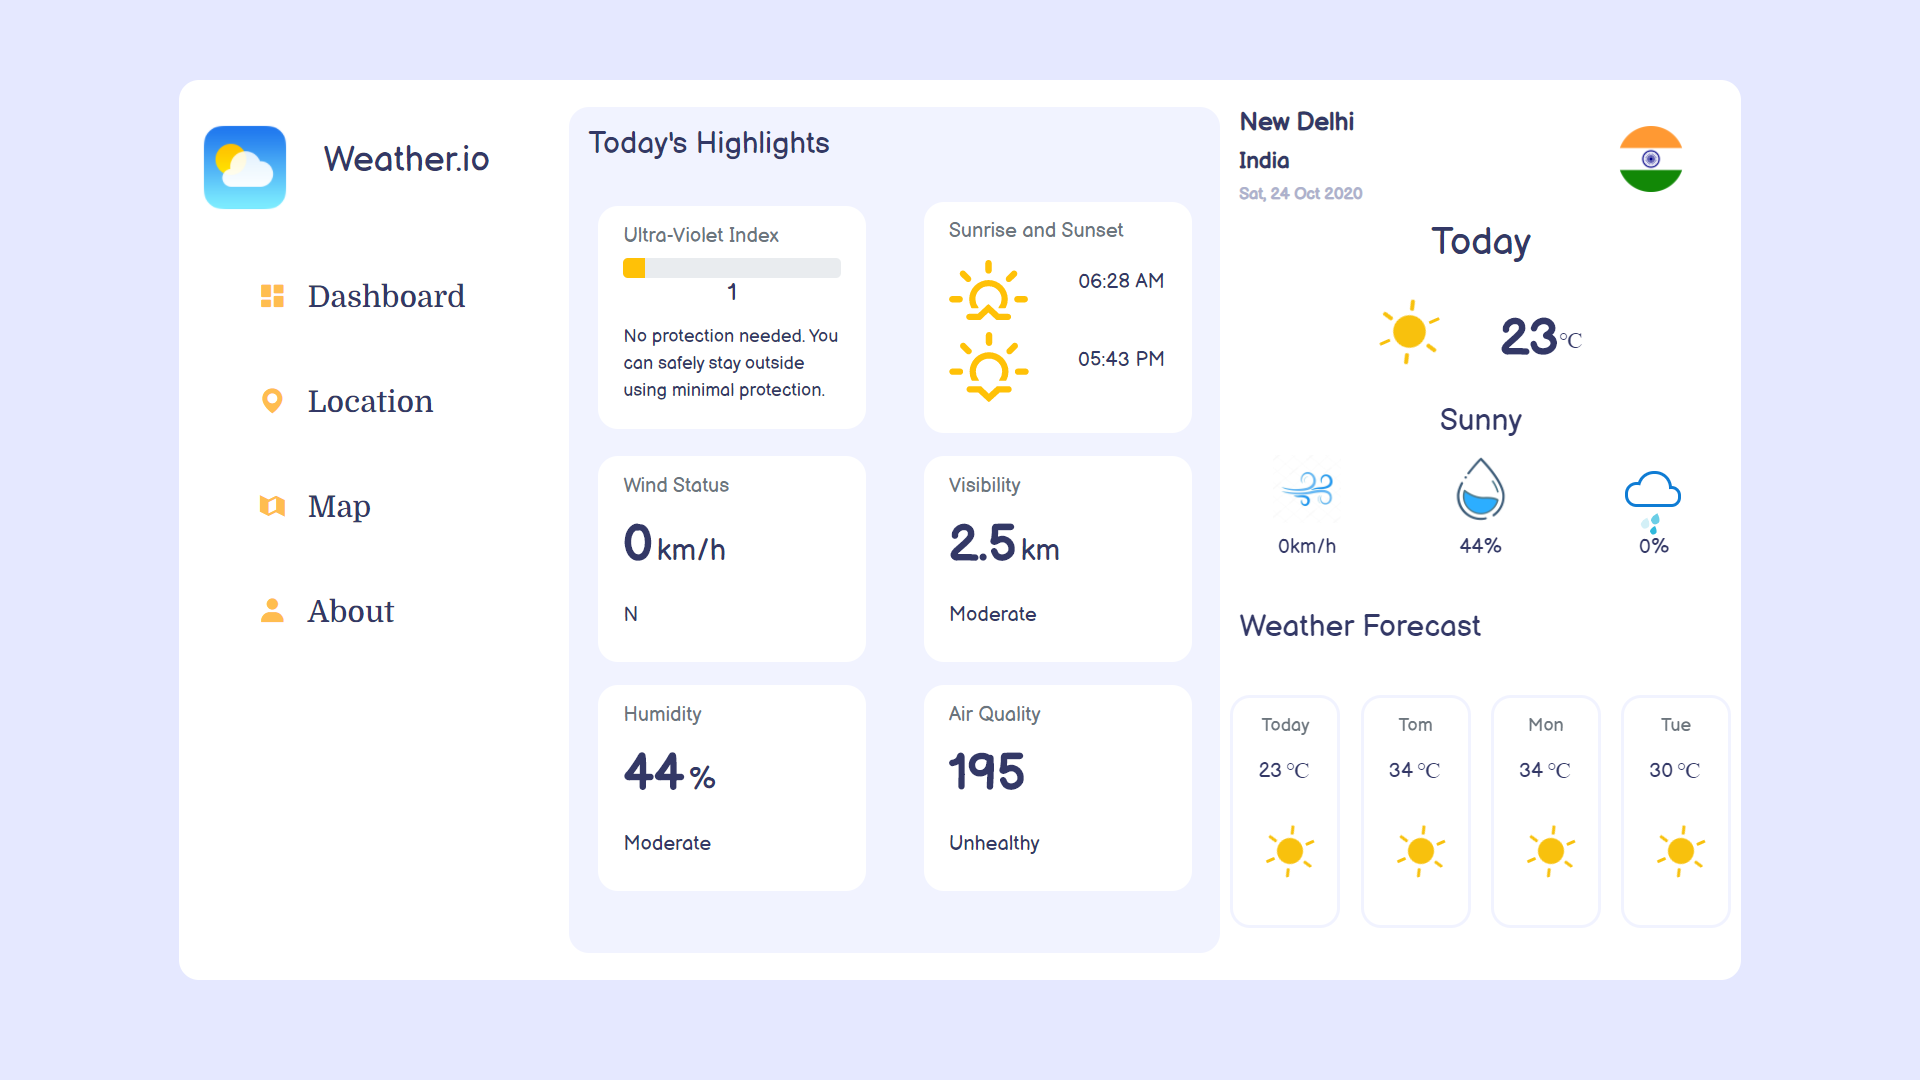 Weather.io
Dashboard
Location
Map
About
Today's Highlights
Ultra-Violet Index
1
No protection needed. You
can safely stay outside
using minimal protection.
Sunrise and Sunset
06:28 AM
05:43 PM
Wind Status
0 km/h
N
Visibility
2.5 km
Moderate
Humidity
44 %
Moderate
Air Quality
195
Unhealthy
New Delhi
India
Sat, 24 Oct 2020
Today
23°C
Sunny
0km/h 44% 0%
Weather Forecast
Today Tom Mon Tue
23 °C 34 °C 34 °C 30 °C